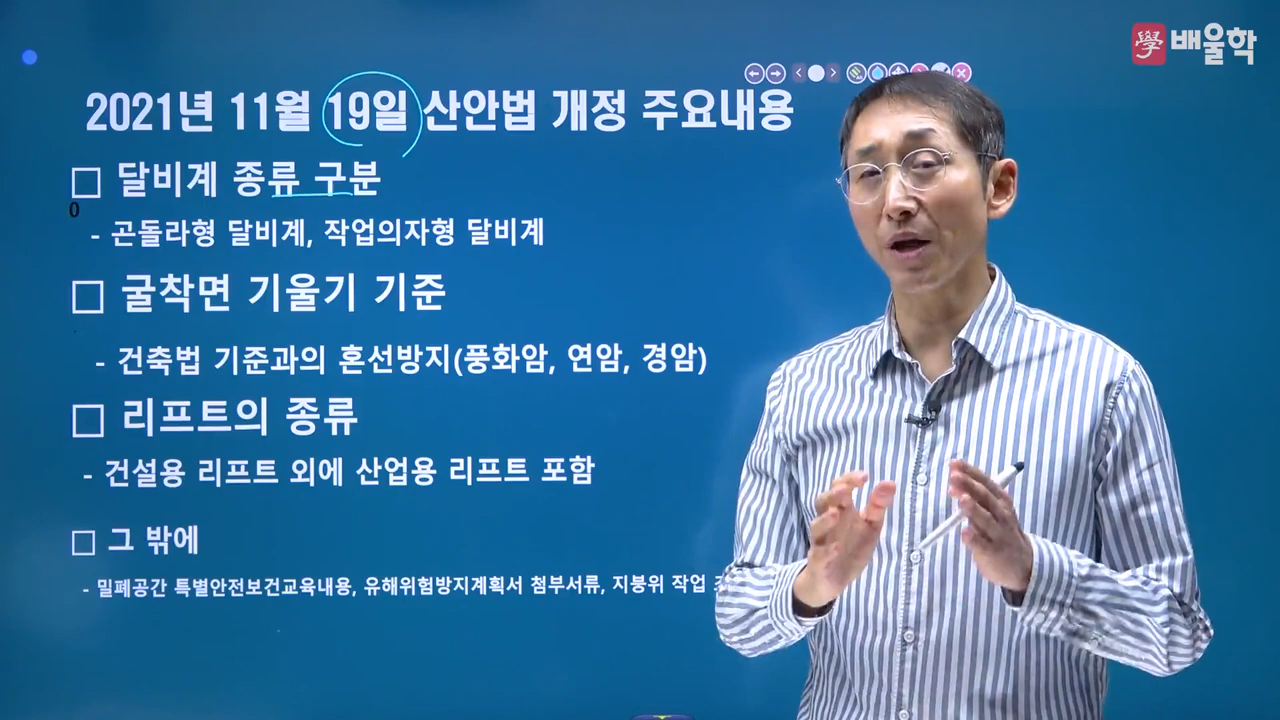 學 배울학
2021년 11월 19일 산안법 개정 주요내용
□ 달비계 종류 구분
0
- 곤돌라형 달비계, 작업의자형 달비계
□ 굴착면 기울기 기준
- 건축법 기준과의 혼선방지(풍화암, 연암, 경암)
□ 리프트의 종류
- 건설용 리프트 외에 산업용 리프트 포함
□ 그 밖에
- 밀폐공간 특별안전보건교육내용, 유해위험방지계획서 첨부서류, 지붕위 작업